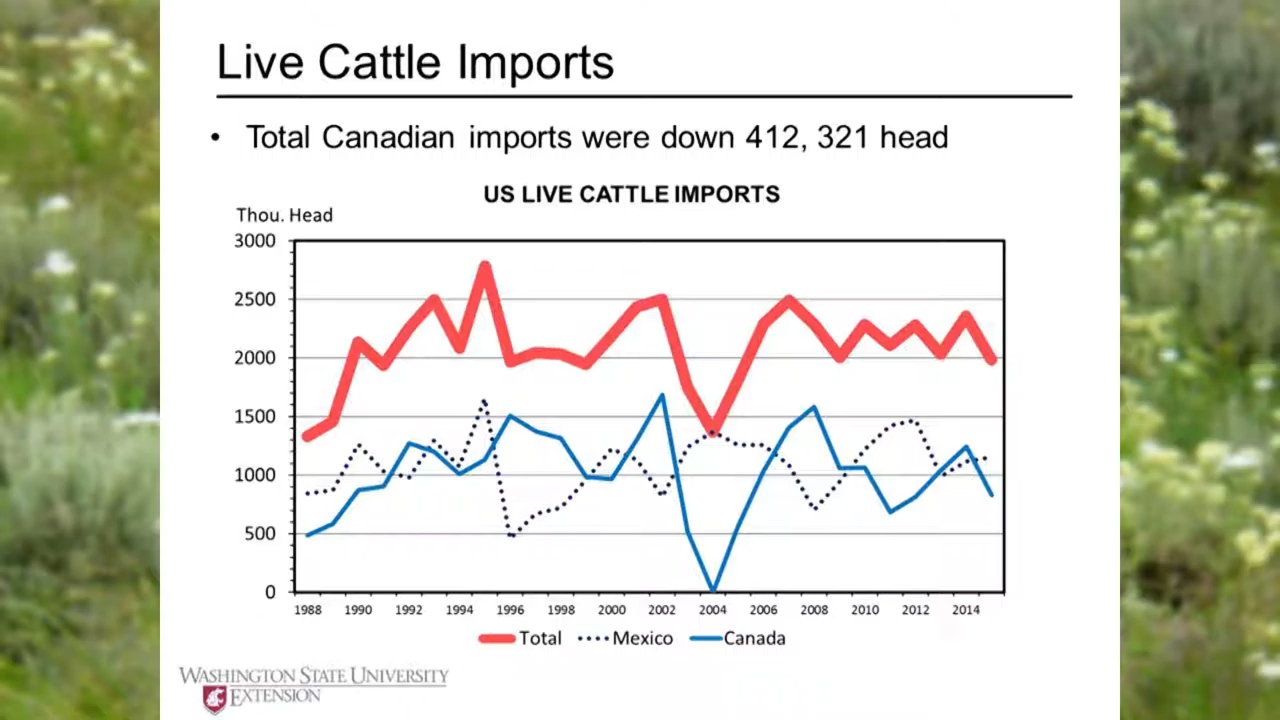 Live Cattle Imports
• Total Canadian imports were down 412, 321 head
US LIVE CATTLE IMPORTS
Thou. Head
3000
2500
2000
1500
1000
500
0
1988 1990 1992 1994 1996 1998 2000 2002 2004 2006 2008 2010 2012 2014
Total Mexico Canada
WASHINGTON STATE UNIVERSITY
EXTENSION